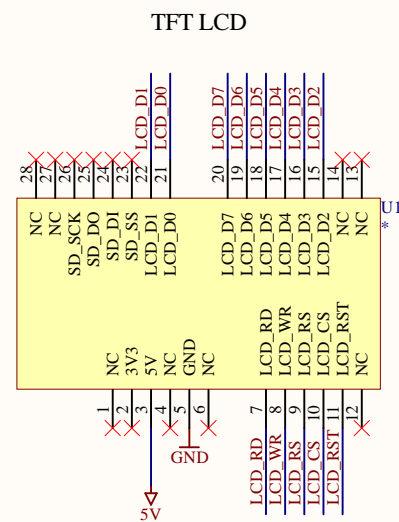 TFT LCD
LCD_D1
LCD_D0
LCD_D7
LCD_D6
LCD_D5
LCD_D4
LCD_D3
LCD_D2
28
27
26
25
24
23
22
21
20
19
18
17
16
15
14
13
U1
*
NC
NC
SD_SCK
SD_DO
SD_DI
SD_SS
LCD_D1
LCD_D0
LCD_D7
LCD_D6
LCD_D5
LCD_D4
LCD_D3
LCD_D2
NC
NC
NC
3V3
5V
NC
GND
NC
LCD_RD
LCD_WR
LCD_RS
LCD_CS
LCD_RST
NC
1
2
3
4
5
6
7
8
9
10
11
12
GND
5V
LCD_RD
LCD_WR
LCD_RS
LCD_CS
LCD_RST